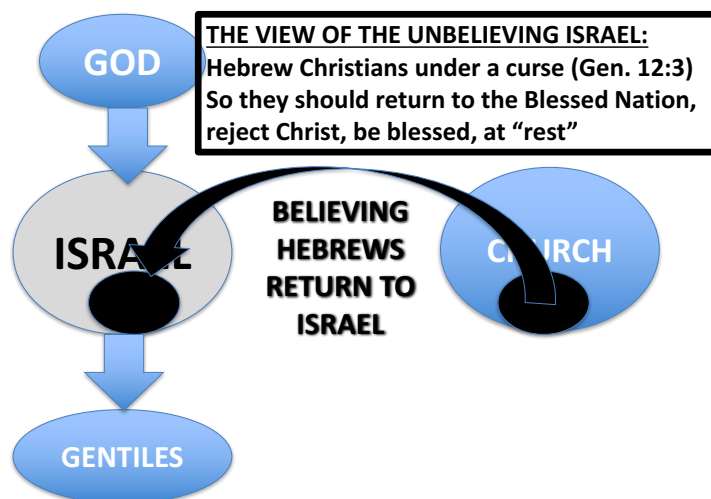 GOD
THE VIEW OF THE UNBELIEVING ISRAEL:
Hebrew Christians under a curse (Gen. 12:3)
So they should return to the Blessed Nation,
reject Christ, be blessed, at “rest”
ISRAEL
BELIEVING
HEBREWS
RETURN TO
ISRAEL
CHURCH
GENTILES